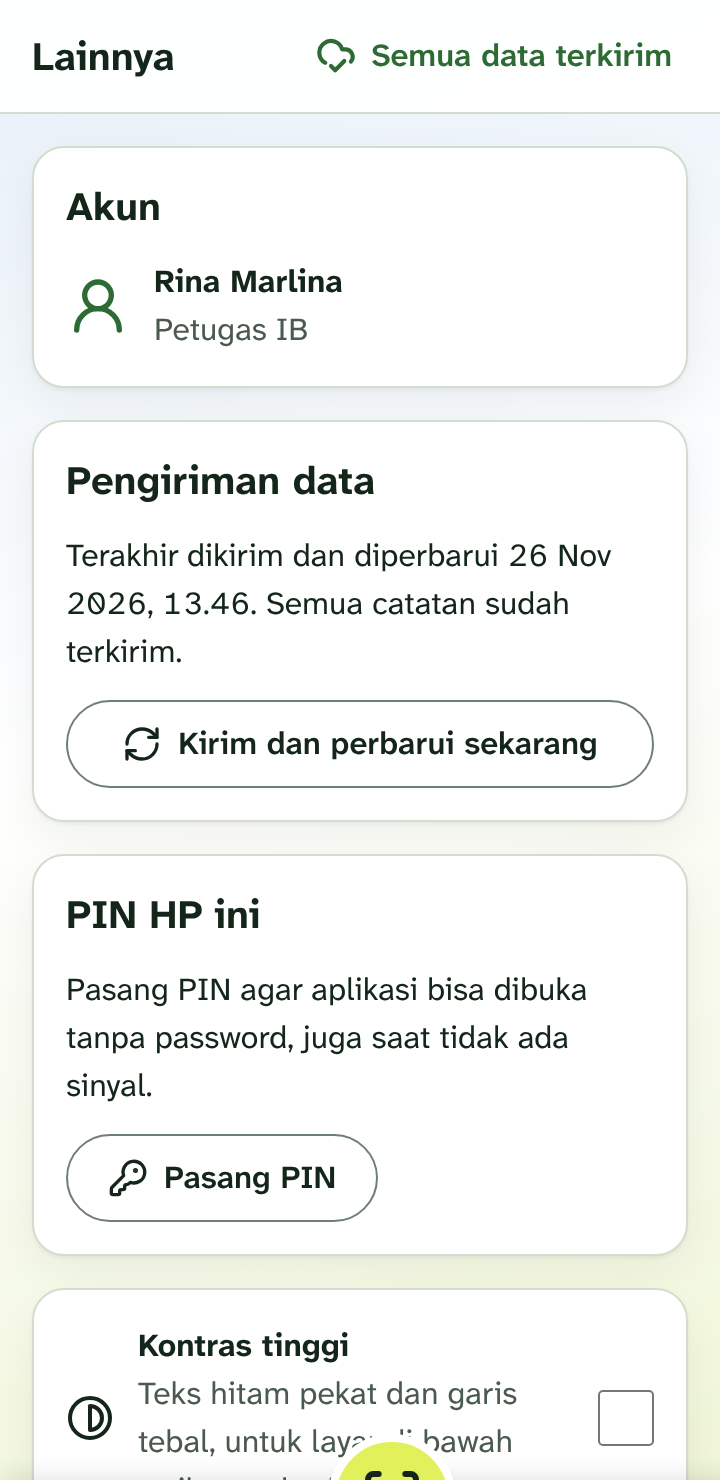 Lainnya
Semua data terkirim
Akun
Rina Marlina
Petugas IB
Pengiriman data
Terakhir dikirim dan diperbarui 26 Nov
2026, 13.46. Semua catatan sudah
terkirim.
Kirim dan perbarui sekarang
PIN HP ini
Pasang PIN agar aplikasi bisa dibuka
tanpa password, juga saat tidak ada
sinyal.
Pasang PIN
Kontras tinggi
Teks hitam pekat dan garis
tebal, untuk layar di bawah